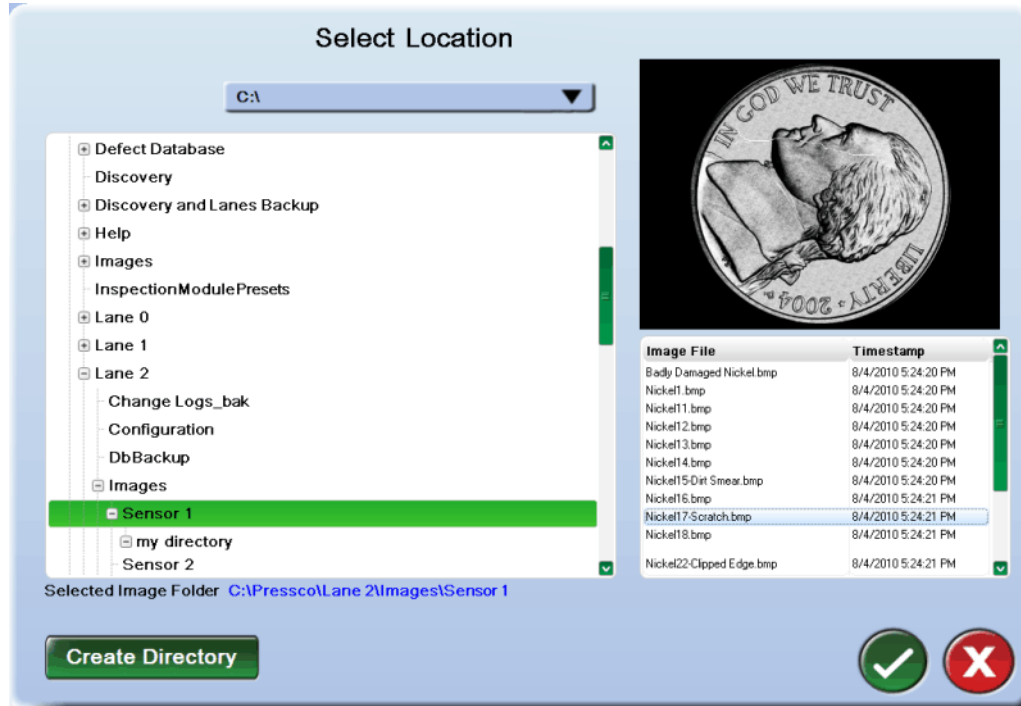 Select Location
C:\
Defect Database
Discovery
Discovery and Lanes Backup
Help
Images
InspectionModulePresets
Lane 0
Lane 1
Lane 2
Change Logs_bak
Configuration
DbBackup
Images
Sensor 1
my directory
Sensor 2
Selected Image Folder C:\Pressco\Lane 2\Images\Sensor 1
Create Directory
IN GOD WE TRUST
LIBERTY * 2004
Image File Timestamp
Badly Damaged Nickel.bmp 8/4/2010 5:24:20 PM
Nickel1.bmp 8/4/2010 5:24:20 PM
Nickel11.bmp 8/4/2010 5:24:20 PM
Nickel12.bmp 8/4/2010 5:24:20 PM
Nickel13.bmp 8/4/2010 5:24:20 PM
Nickel14.bmp 8/4/2010 5:24:20 PM
Nickel15-Dirt Smear.bmp 8/4/2010 5:24:20 PM
Nickel16.bmp 8/4/2010 5:24:21 PM
Nickel17-Scratch.bmp 8/4/2010 5:24:21 PM
Nickel18.bmp 8/4/2010 5:24:21 PM
Nickel22-Clipped Edge.bmp 8/4/2010 5:24:21 PM